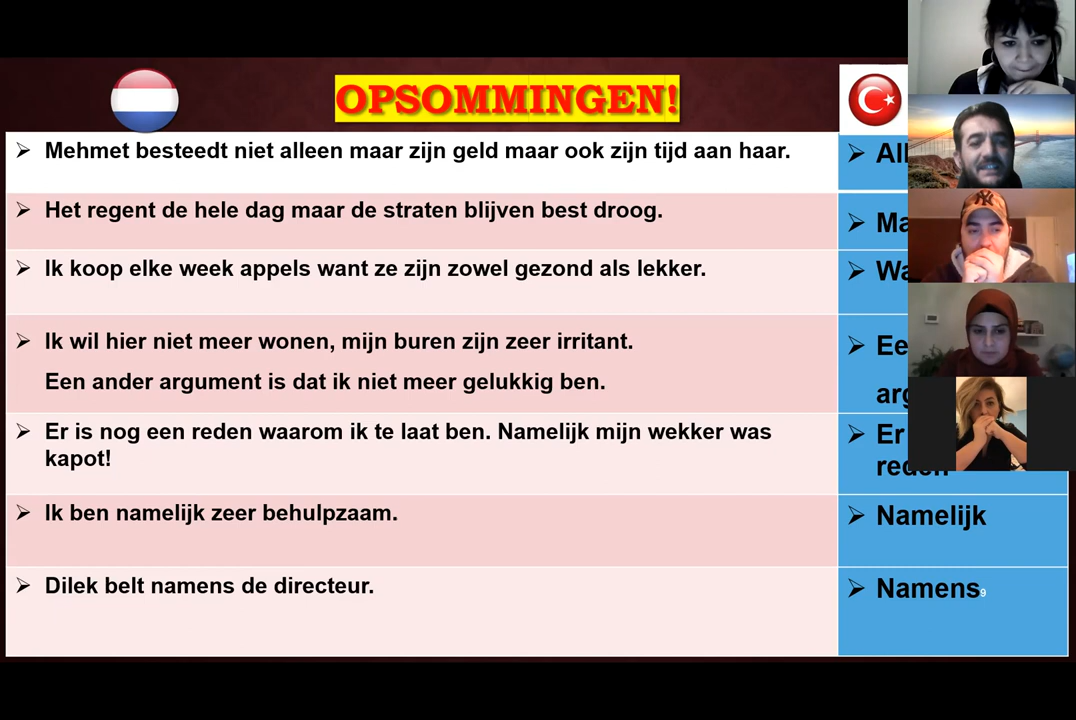 OPSOMMINGEN!
Mehmet besteedt niet alleen maar zijn geld maar ook zijn tijd aan haar.
Het regent de hele dag maar de straten blijven best droog.
Ik koop elke week appels want ze zijn zowel gezond als lekker.
Ik wil hier niet meer wonen, mijn buren zijn zeer irritant.
Een ander argument is dat ik niet meer gelukkig ben.
Er is nog een reden waarom ik te laat ben. Namelijk mijn wekker was
kapot!
Er
reden
Ik ben namelijk zeer behulpzaam.
Namelijk
Dilek belt namens de directeur.
Namens
9